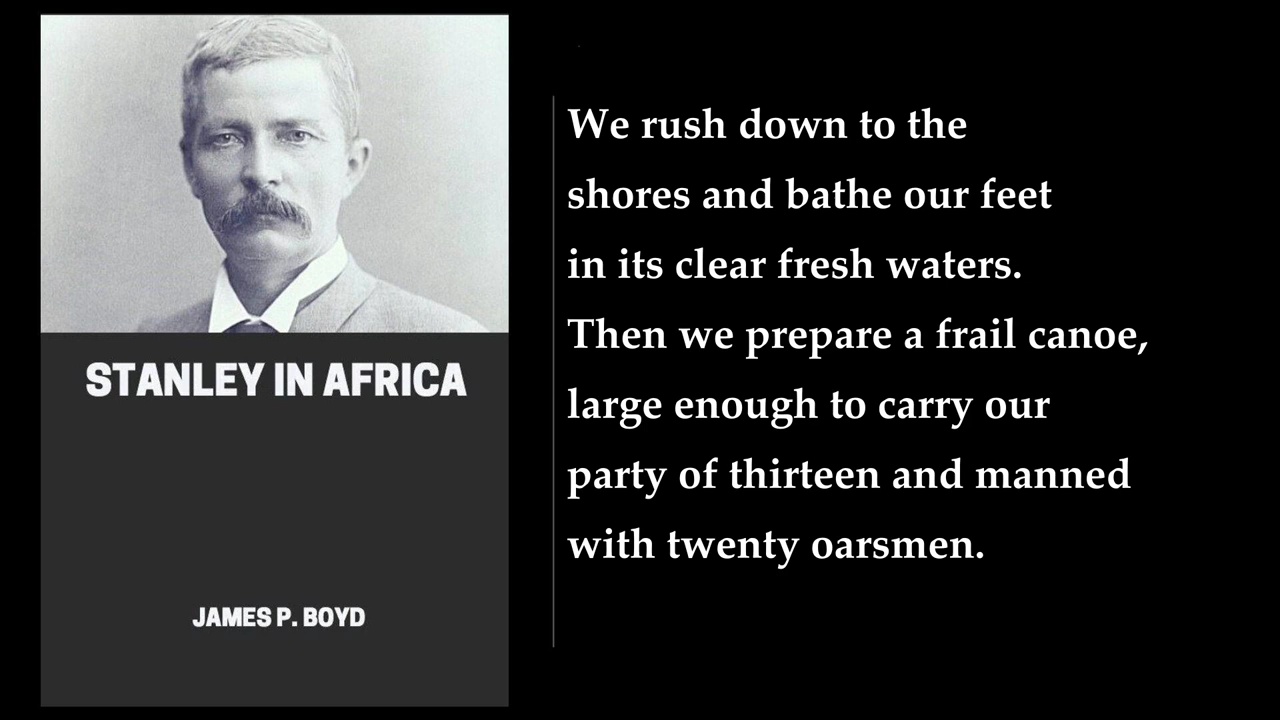 STANLEY IN AFRICA
JAMES P. BOYD
We rush down to the
shores and bathe our feet
in its clear fresh waters.
Then we prepare a frail canoe,
large enough to carry our
party of thirteen and manned
with twenty oarsmen.